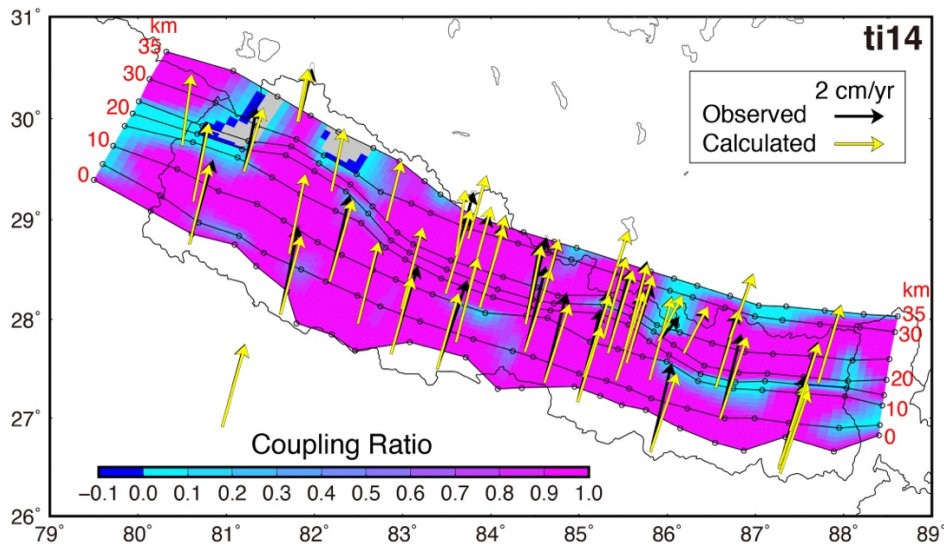 31°
30°
29°
28°
27°
26°
ti14
2 cm/yr
Observed
Calculated
km
35
30
20
10
0
km
35
30
20
10
0
Coupling Ratio
−0.1 0.0 0.1 0.2 0.3 0.4 0.5 0.6 0.7 0.8 0.9 1.0
79° 80° 81° 82° 83° 84° 85° 86° 87° 88° 89°